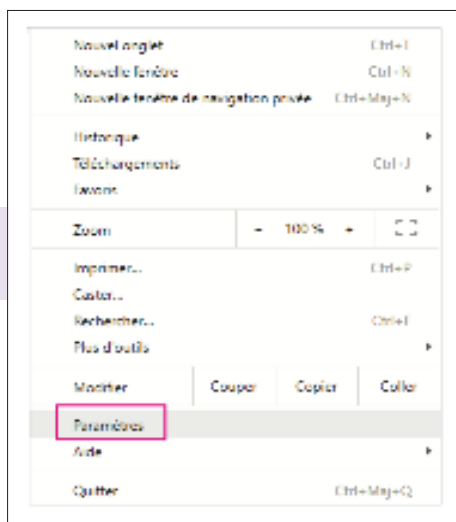 Nouvel onglet Ctrl+T
Nouvelle fenêtre Ctrl+N
Nouvelle fenêtre de navigation privée Ctrl+Maj+N
Historique
Téléchargements Ctrl+J
Favoris
Zoom - 100 % +
Imprimer... Ctrl+P
Caster...
Rechercher... Ctrl+F
Plus d'outils
Modifier Couper Copier Coller
Paramètres
Aide
Quitter Ctrl+Maj+Q